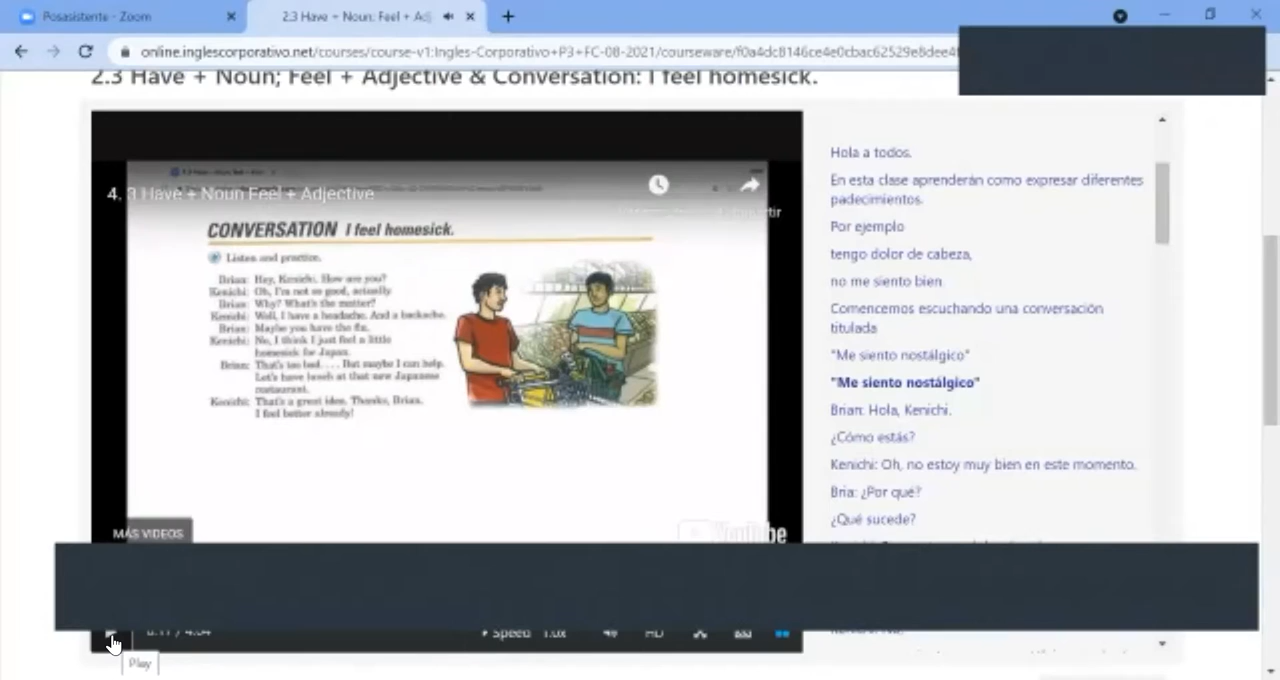 Posasistente - Zoom
2.3 Have + Noun; Feel + Adj
online.inglescorporativo.net/courses/course-v1:Ingles-Corporativo+P3+FC-08-2021/courseware/f0a4dc8146ce4e0cbac62529e8dee4
2.3 Have + Noun; Feel + Adjective & Conversation: I feel homesick.
4. 3 Have + Noun Feel + Adjective
CONVERSATION I feel homesick.
Listen and practice.
Brian: Hey, Kenichi. How are you?
Kenichi: Oh, I'm not so good, actually
Brian: Why? What's the matter?
Kenichi: Well, I have a headache. And a backache.
Brian: Maybe you have the flu.
Kenichi: No, I think I just feel a little
homesick for Japan.
Brian: That's too bad. . . . But maybe I can help.
Let's have lunch at that new Japanese
restaurant.
Kenichi: That's a great idea. Thanks, Brian.
I feel better already!
MÁS VIDEOS
YouTube
Speed 1.0x
HD
Play
Hola a todos.
En esta clase aprenderán como expresar diferentes
padecimientos.
Por ejemplo
tengo dolor de cabeza,
no me siento bien.
Comencemos escuchando una conversación
titulada
"Me siento nostálgico"
"Me siento nostálgico"
Brian: Hola, Kenichi.
¿Cómo estás?
Kenichi: Oh, no estoy muy bien en este momento.
Bria: ¿Por qué?
¿Qué sucede?